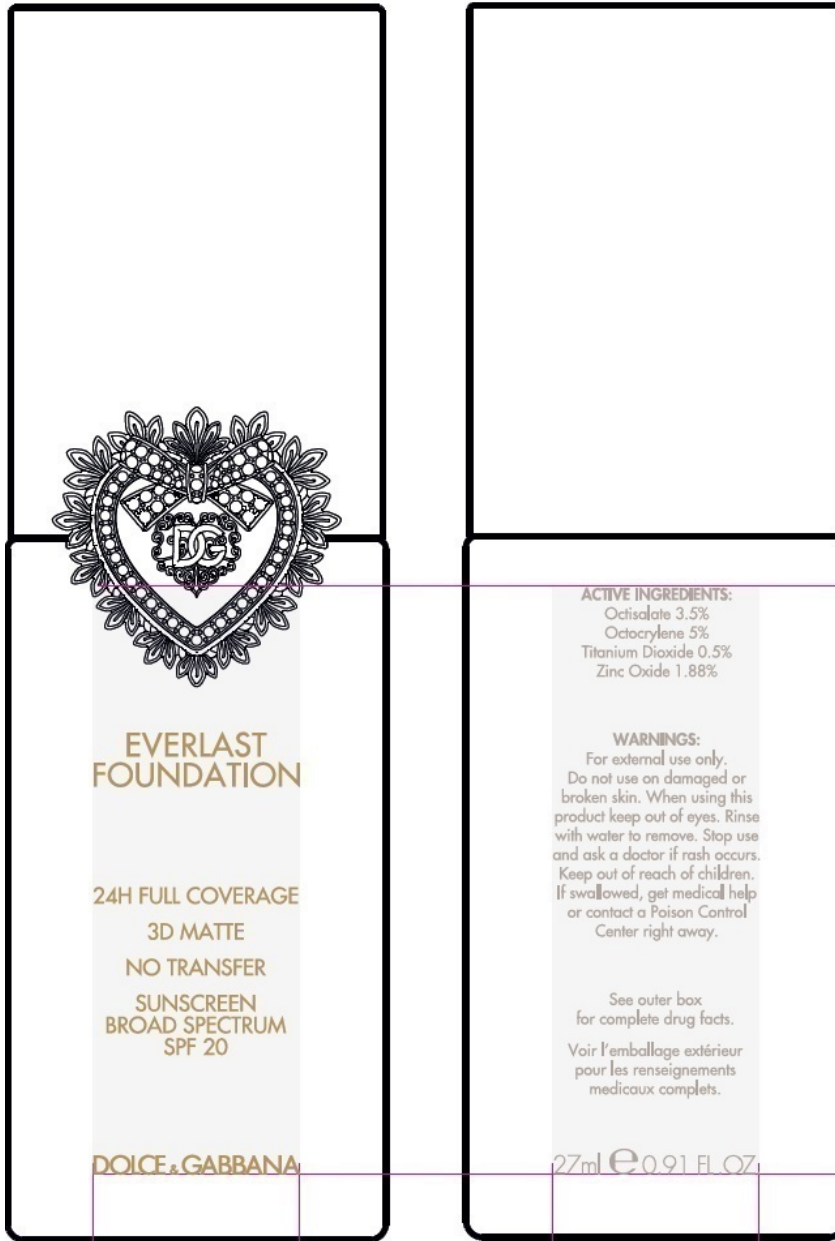 DG
EVERLAST
FOUNDATION
24H FULL COVERAGE
3D MATTE
NO TRANSFER
SUNSCREEN
BROAD SPECTRUM
SPF 20
DOLCE & GABBANA
ACTIVE INGREDIENTS:
Octisalate 3.5%
Octocrylene 5%
Titanium Dioxide 0.5%
Zinc Oxide 1.88%
WARNINGS:
For external use only.
Do not use on damaged or
broken skin. When using this
product keep out of eyes. Rinse
with water to remove. Stop use
and ask a doctor if rash occurs.
Keep out of reach of children.
If swallowed, get medical help
or contact a Poison Control
Center right away.
See outer box
for complete drug facts.
Voir l'emballage extérieur
pour les renseignements
medicaux complets.
27ml ℮ 0.91 FL.OZ.